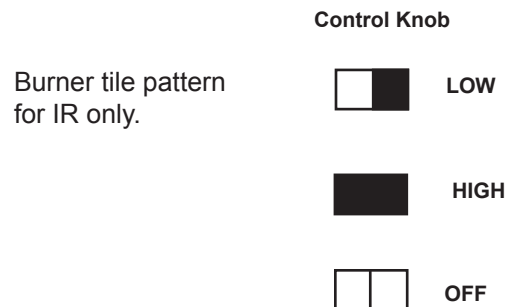 Control Knob
Burner tile pattern
for IR only.
LOW
HIGH
OFF